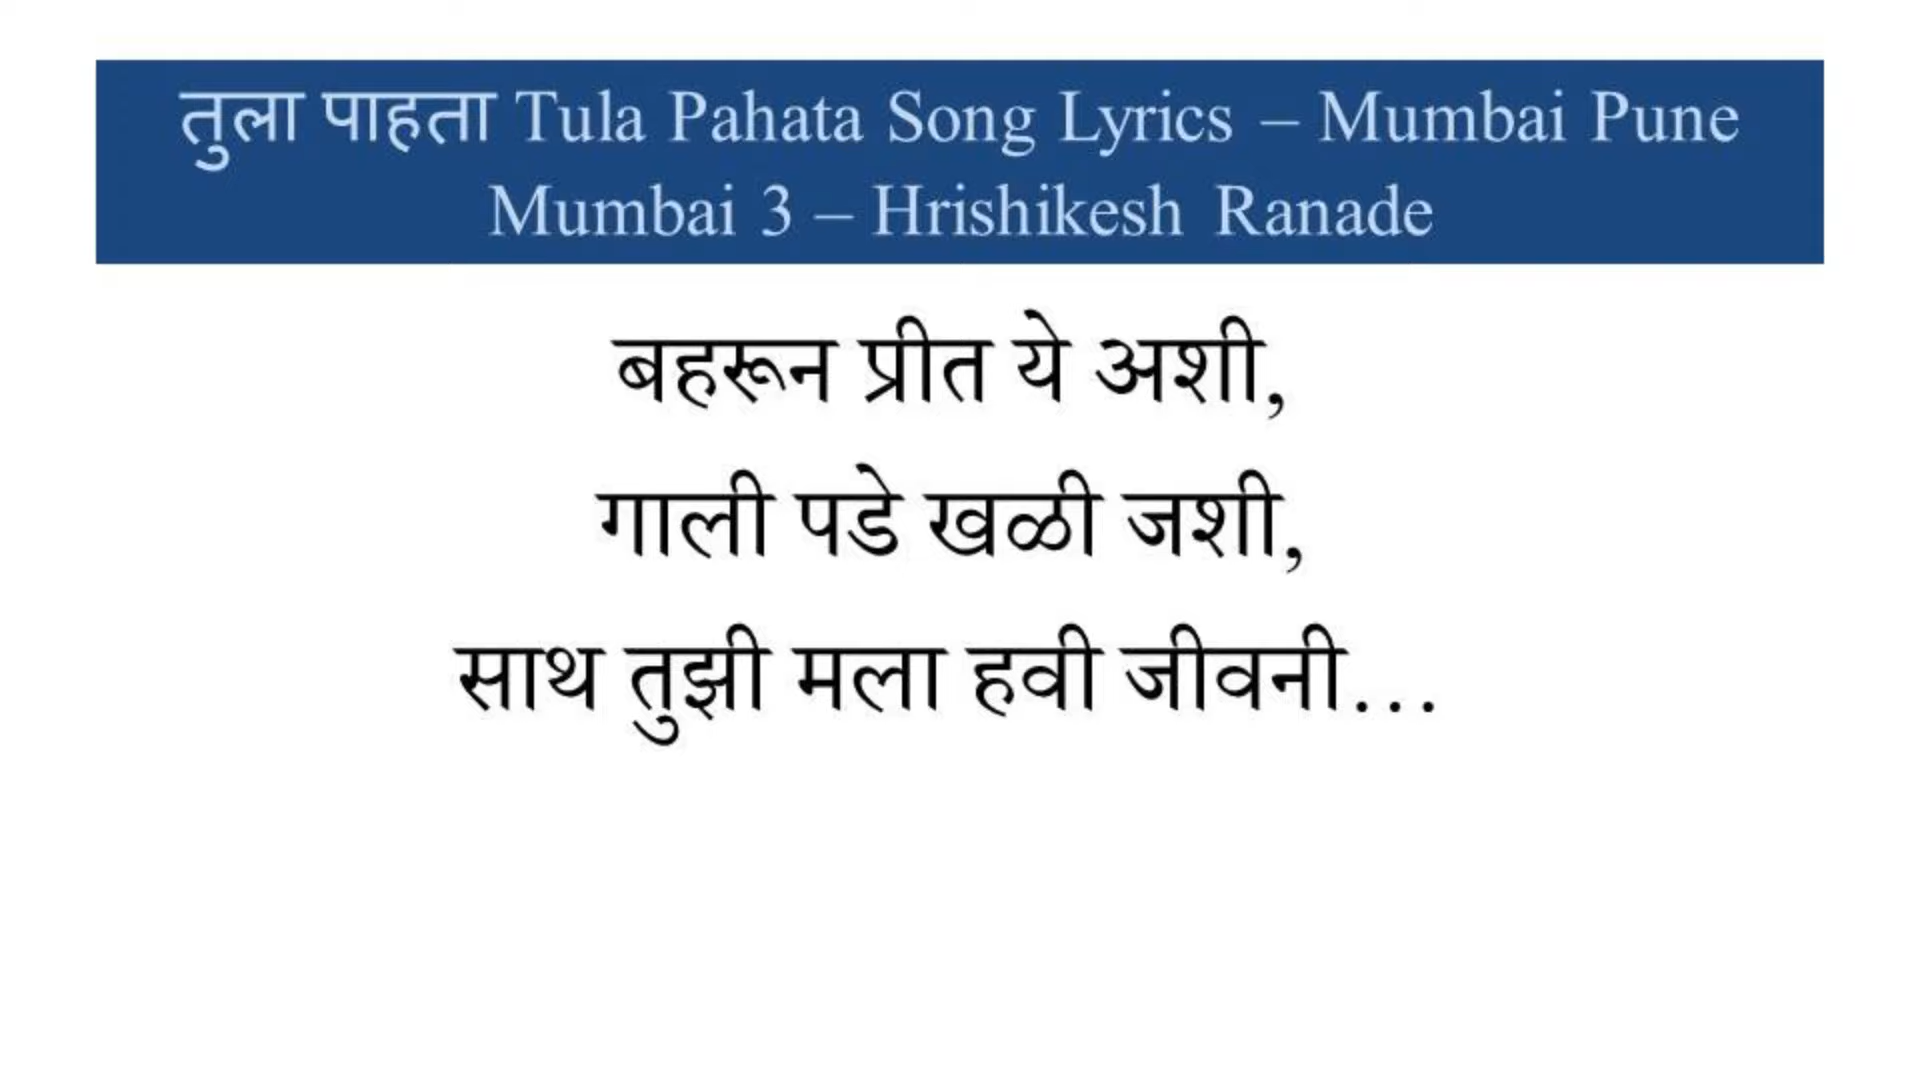 तुला पाहता Tula Pahata Song Lyrics – Mumbai Pune
Mumbai 3 – Hrishikesh Ranade
बहरून प्रीत ये अशी,
गाली पडे खळी जशी,
साथ तुझी मला हवी जीवनी…